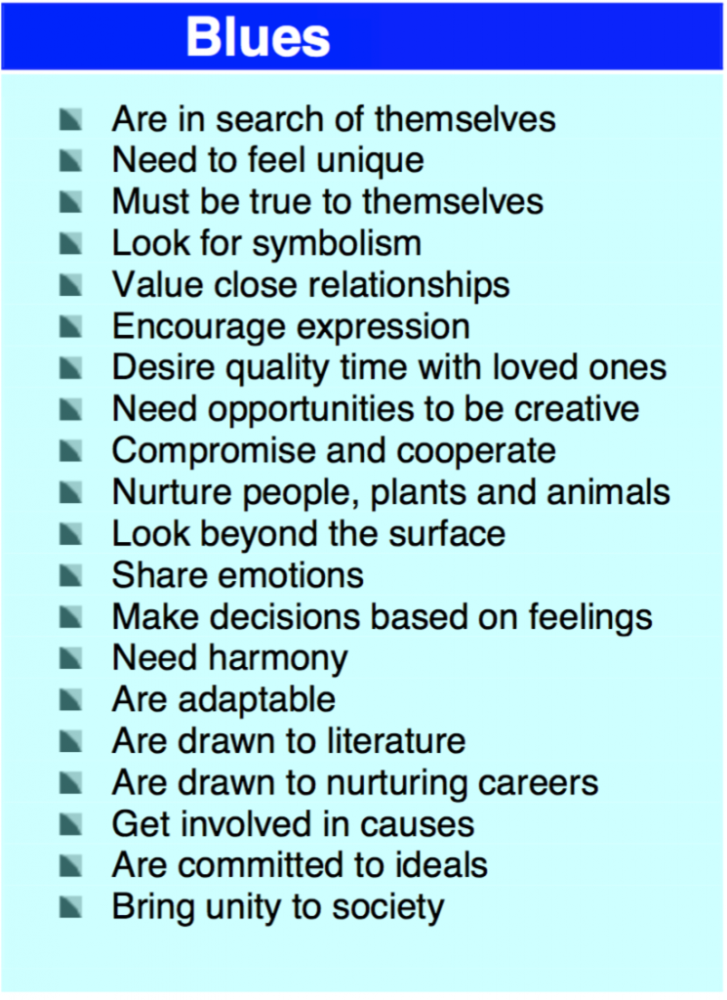 Blues
Are in search of themselves
Need to feel unique
Must be true to themselves
Look for symbolism
Value close relationships
Encourage expression
Desire quality time with loved ones
Need opportunities to be creative
Compromise and cooperate
Nurture people, plants and animals
Look beyond the surface
Share emotions
Make decisions based on feelings
Need harmony
Are adaptable
Are drawn to literature
Are drawn to nurturing careers
Get involved in causes
Are committed to ideals
Bring unity to society